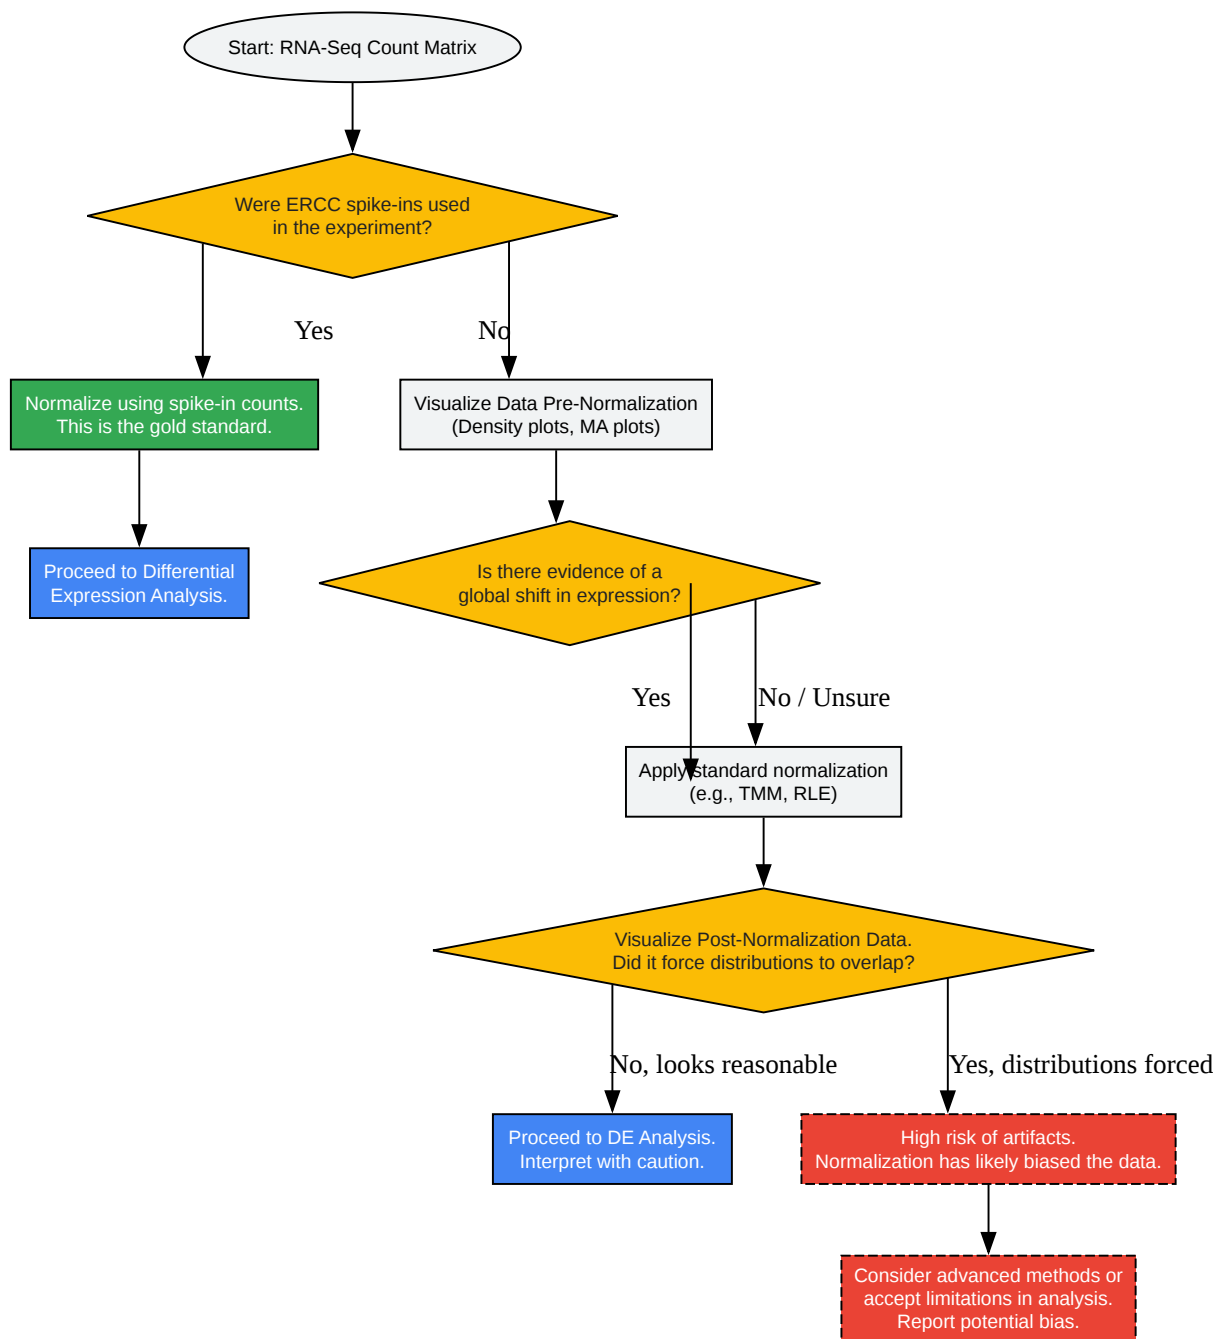 Start: RNA-Seq Count Matrix
Were ERCC spike-ins used
in the experiment?
Yes
No
Normalize using spike-in counts.
This is the gold standard.
Visualize Data Pre-Normalization
(Density plots, MA plots)
Proceed to Differential
Expression Analysis.
Is there evidence of a
global shift in expression?
Yes
No / Unsure
Apply standard normalization
(e.g., TMM, RLE)
Visualize Post-Normalization Data.
Did it force distributions to overlap?
No, looks reasonable
Yes, distributions forced
Proceed to DE Analysis.
Interpret with caution.
High risk of artifacts.
Normalization has likely biased the data.
Consider advanced methods or
accept limitations in analysis.
Report potential bias.